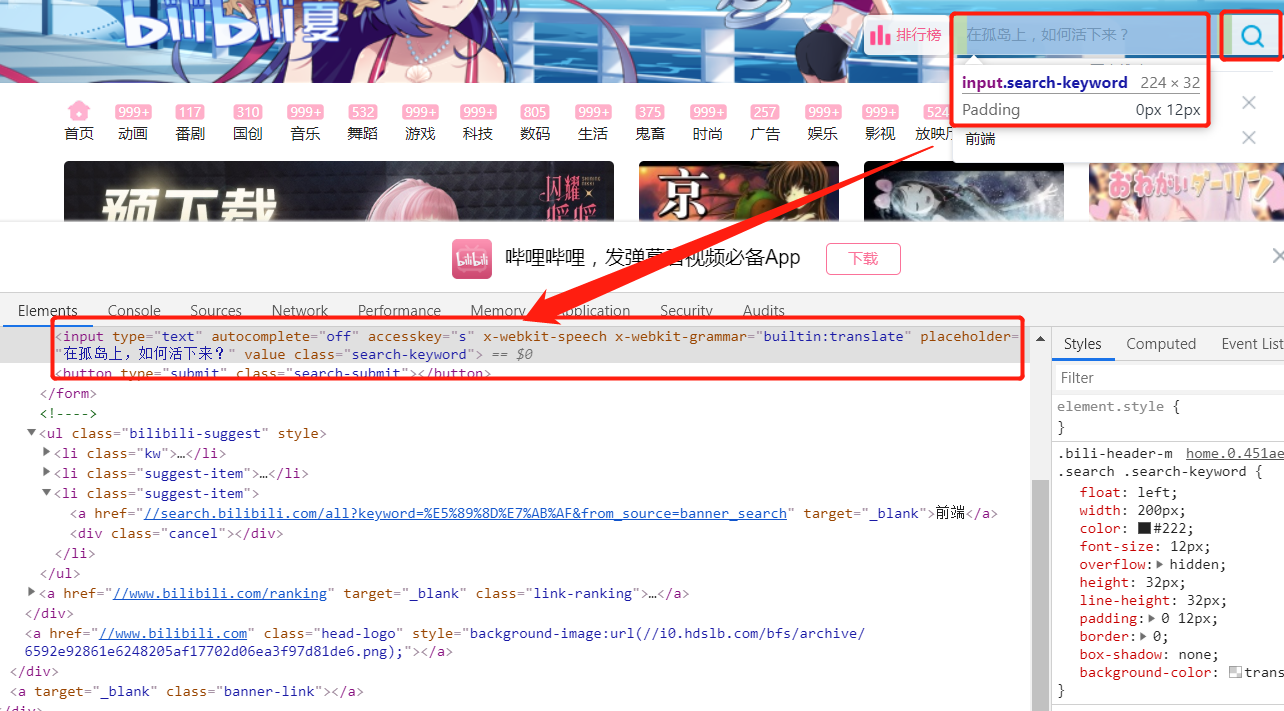 bilibili夏
排行榜
在孤岛上，如何活下来？
input.search-keyword 224 × 32
Padding 0px 12px
前端
999+ 117 310 999+ 532 999+ 999+ 805 999+ 375 999+ 257 999+ 999+ 524
首页 动画 番剧 国创 音乐 舞蹈 游戏 科技 数码 生活 鬼畜 时尚 广告 娱乐 影视 放映厅
预下载
闪耀
京
おねがいダーリン
bilibili
哔哩哔哩，发弹幕看视频必备App
下载
Elements Console Sources Network Performance Memory Application Security Audits
<input type="text" autocomplete="off" accesskey="s" x-webkit-speech x-webkit-grammar="builtin:translate" placeholder=
"在孤岛上，如何活下来？" value class="search-keyword"> == $0
<button type="submit" class="search-submit"></button>
</form>
<!---->
▼<ul class="bilibili-suggest" style>
▶<li class="kw">…</li>
▶<li class="suggest-item">…</li>
▼<li class="suggest-item">
<a href="//search.bilibili.com/all?keyword=%E5%89%8D%E7%AB%AF&from_source=banner_search" target="_blank">前端</a>
<div class="cancel"></div>
</li>
</ul>
▶<a href="//www.bilibili.com/ranking" target="_blank" class="link-ranking">…</a>
</div>
<a href="//www.bilibili.com" class="head-logo" style="background-image:url(//i0.hdslb.com/bfs/archive/
6592e92861e6248205af17702d06ea3f97d81de6.png);"></a>
</div>
<a target="_blank" class="banner-link"></a>
</div>
Styles Computed Event List
Filter
element.style {
}
.bili-header-m home.0.451ae
.search .search-keyword {
float: left;
width: 200px;
color: #222;
font-size: 12px;
overflow:▶ hidden;
height: 32px;
line-height: 32px;
padding:▶ 0 12px;
border:▶ 0;
box-shadow: none;
background-color: trans
}